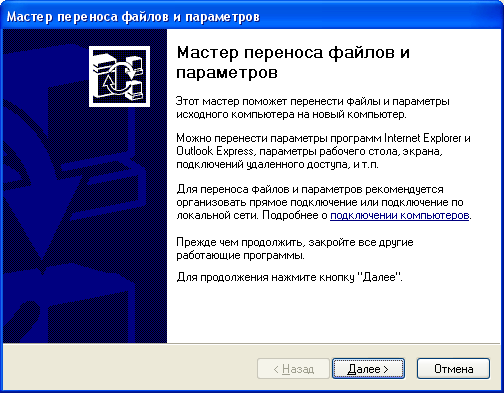 Мастер переноса файлов и параметров
Мастер переноса файлов и
параметров
Этот мастер поможет перенести файлы и параметры
исходного компьютера на новый компьютер.
Можно перенести параметры программ Internet Explorer и
Outlook Express, параметры рабочего стола, экрана,
подключений удаленного доступа, и т.п.
Для переноса файлов и параметров рекомендуется
организовать прямое подключение или подключение по
локальной сети. Подробнее о подключении компьютеров.
Прежде чем продолжить, закройте все другие
работающие программы.
Для продолжения нажмите кнопку "Далее".
< Назад
Далее >
Отмена